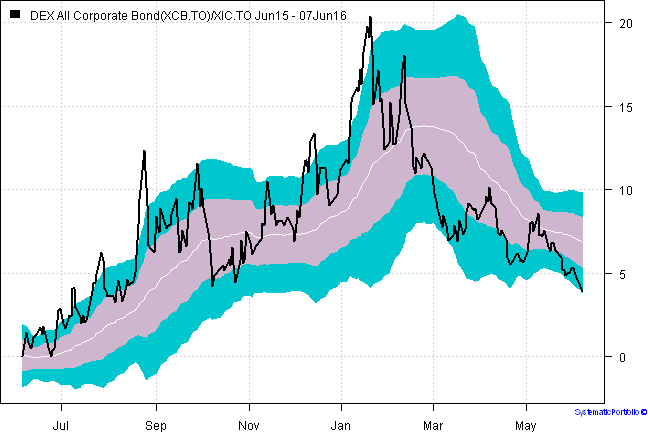 DEX All Corporate Bond(XCB.TO)/XIC.TO Jun15 - 07Jun16
20
15
10
5
0
Jul Sep Nov Jan Mar May
SystematicPortfolio ©